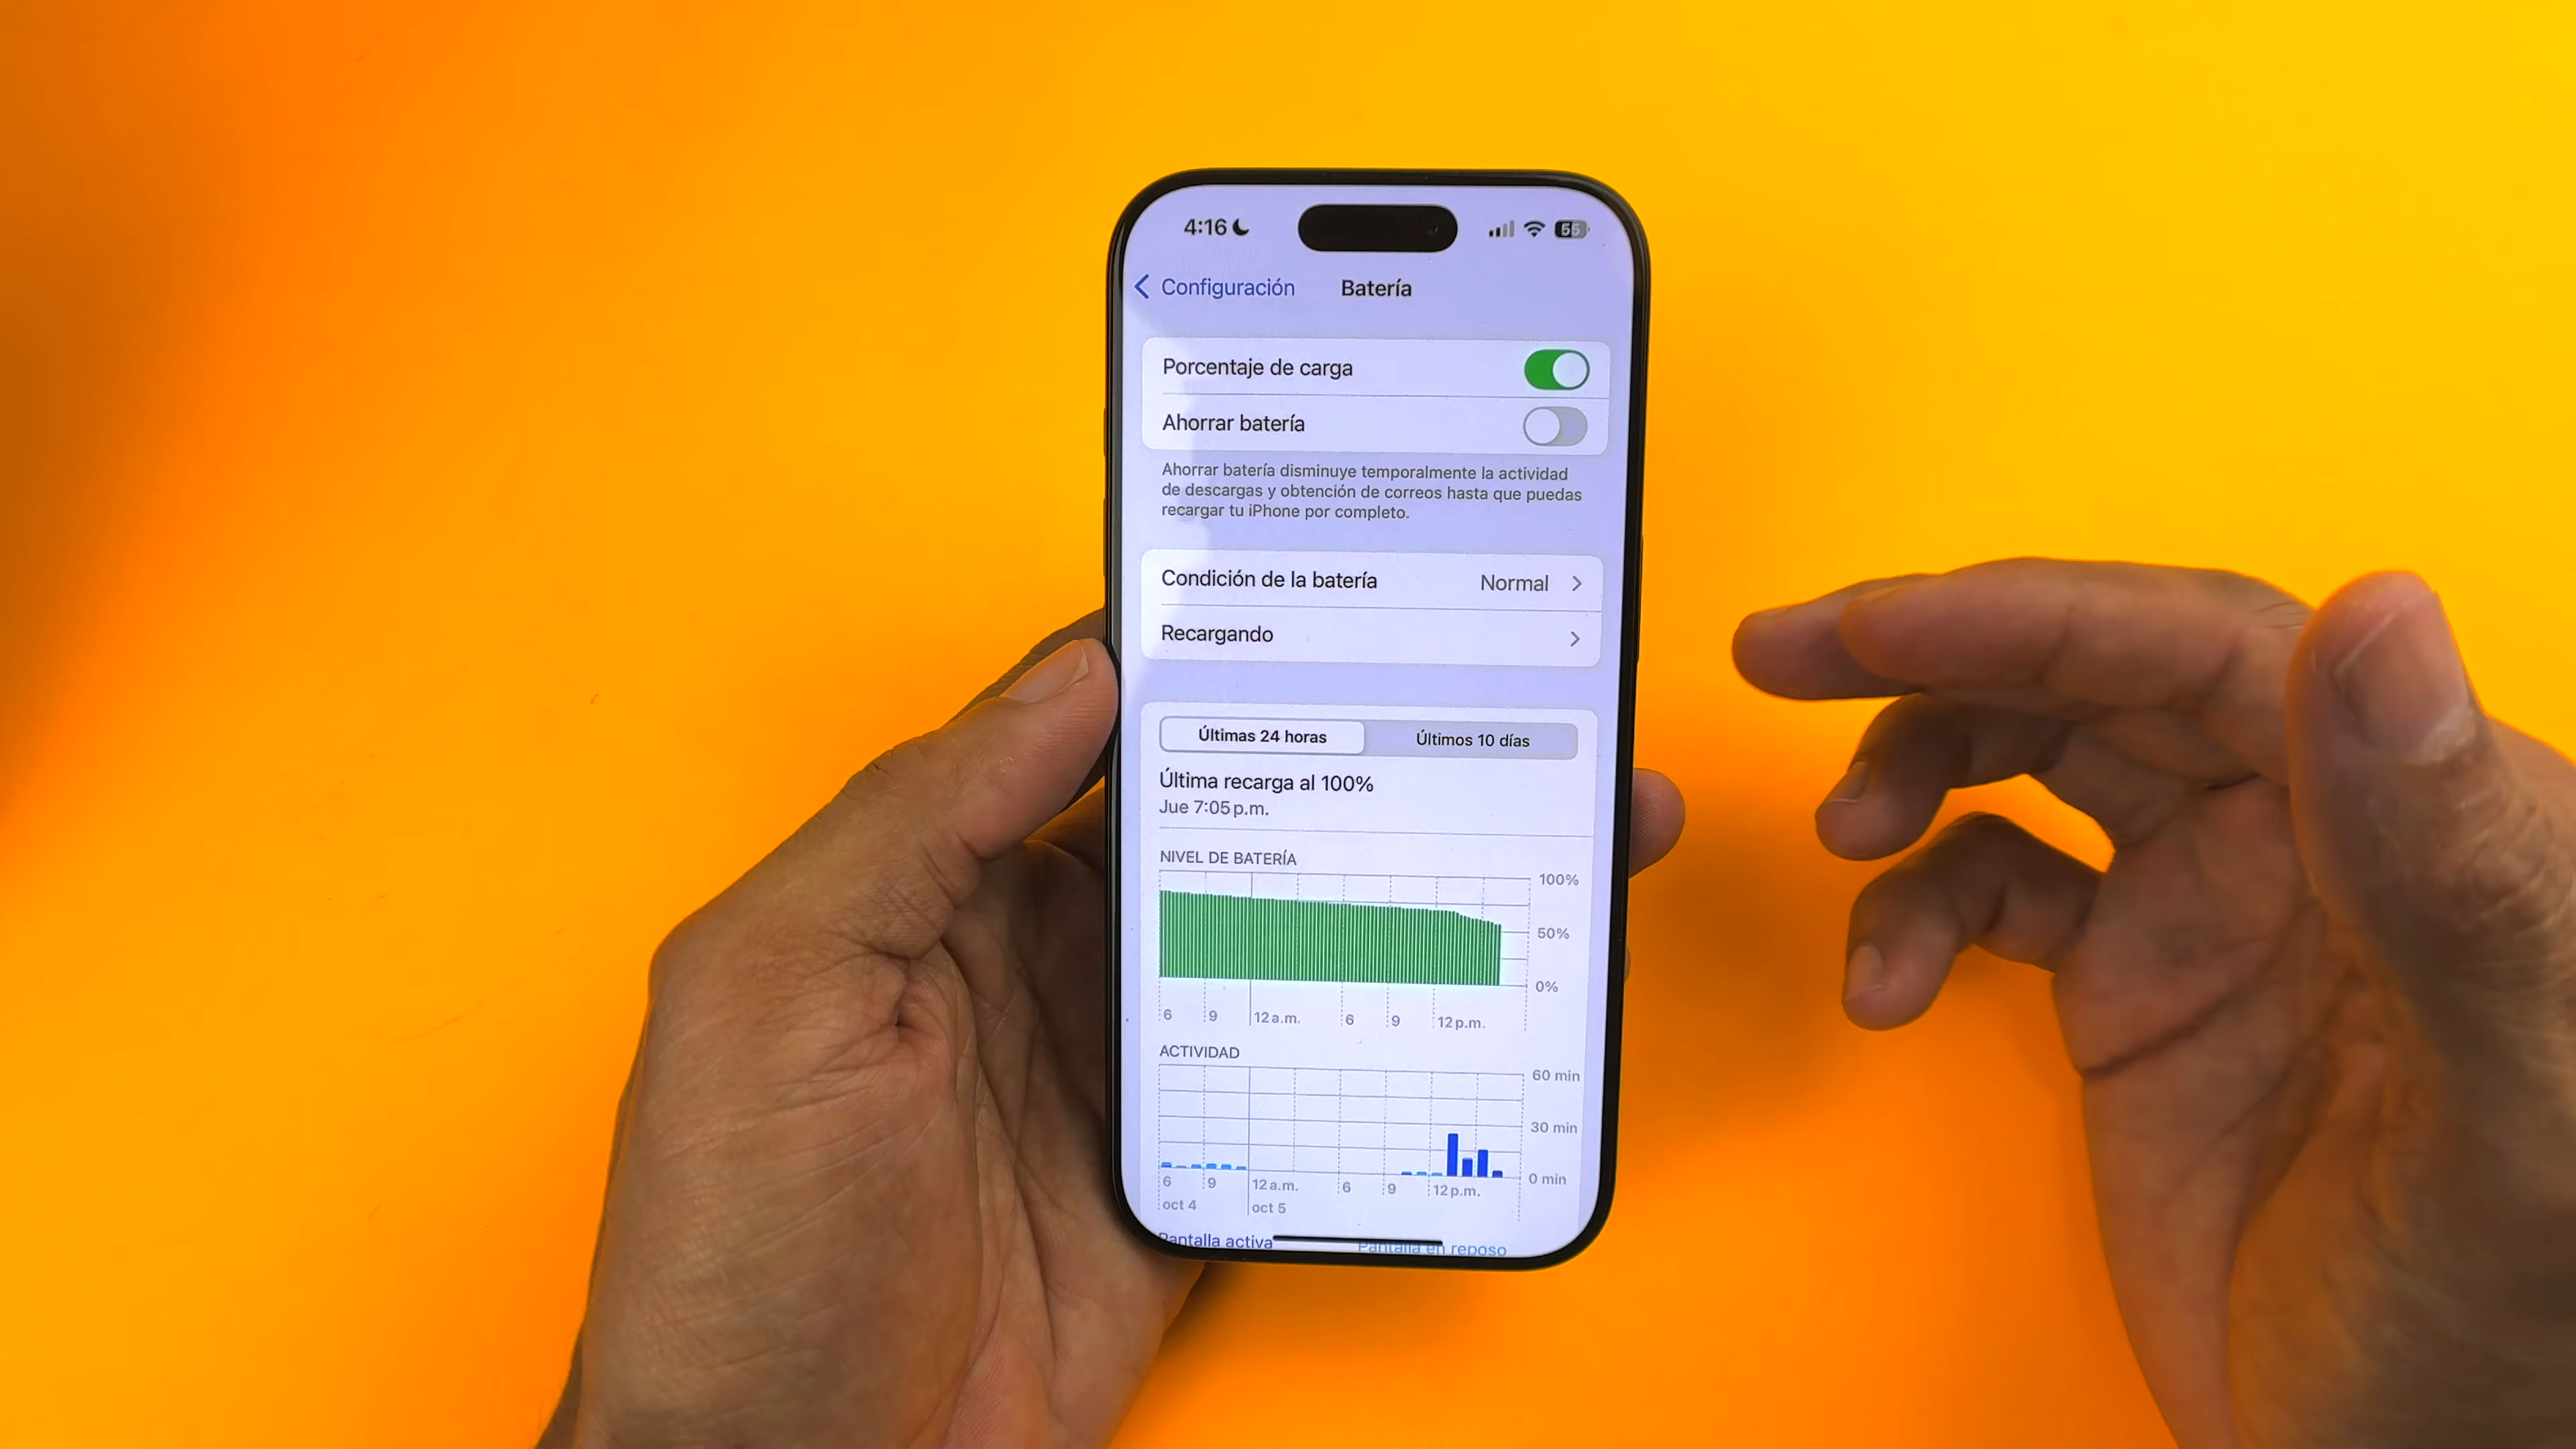 4:16
55
Configuración
Batería
Porcentaje de carga
Ahorrar batería
Ahorrar batería disminuye temporalmente la actividad
de descargas y obtención de correos hasta que puedas
recargar tu iPhone por completo.
Condición de la batería Normal
Recargando
Últimas 24 horas Últimos 10 días
Última recarga al 100%
Jue 7:05 p.m.
NIVEL DE BATERÍA
100%
50%
0%
6 9 12 a.m. 6 9 12 p.m.
ACTIVIDAD
60 min
30 min
0 min
6 9 12 a.m. 6 9 12 p.m.
oct 4 oct 5
Pantalla activa Pantalla en reposo